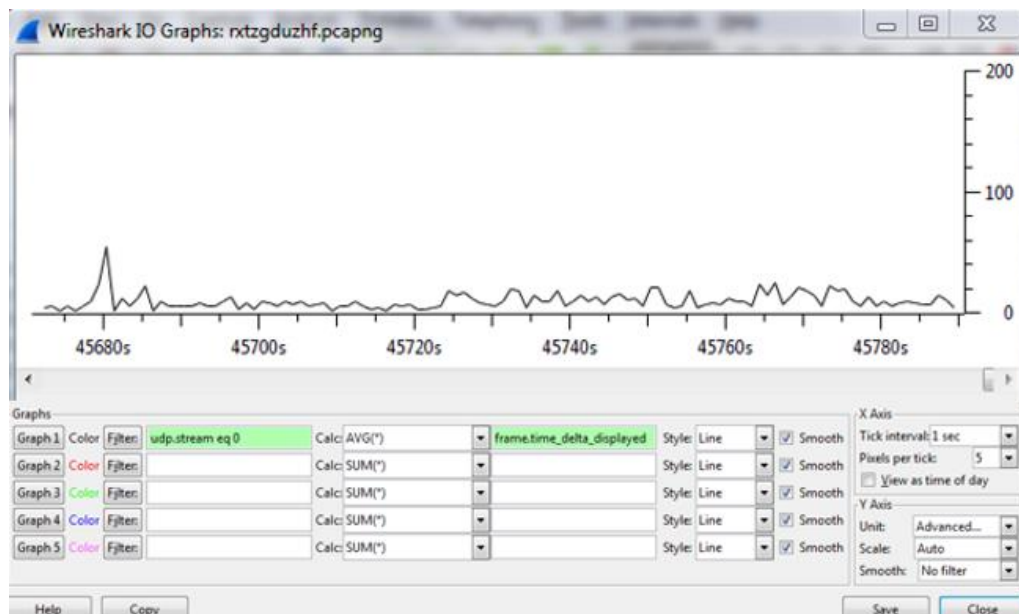 Wireshark IO Graphs: rxtzgduzhf.pcapng
200
100
0
45680s 45700s 45720s 45740s 45760s 45780s
Graphs
Graph 1 Color Filter: udp.stream eq 0 Calc: AVG(*) frame.time_delta_displayed Style: Line Smooth
Graph 2 Color Filter: Calc: SUM(*) Style: Line Smooth
Graph 3 Color Filter: Calc: SUM(*) Style: Line Smooth
Graph 4 Color Filter: Calc: SUM(*) Style: Line Smooth
Graph 5 Color Filter: Calc: SUM(*) Style: Line Smooth
X Axis
Tick interval: 1 sec
Pixels per tick: 5
View as time of day
Y Axis
Unit: Advanced...
Scale: Auto
Smooth: No filter
Help Copy Save Close